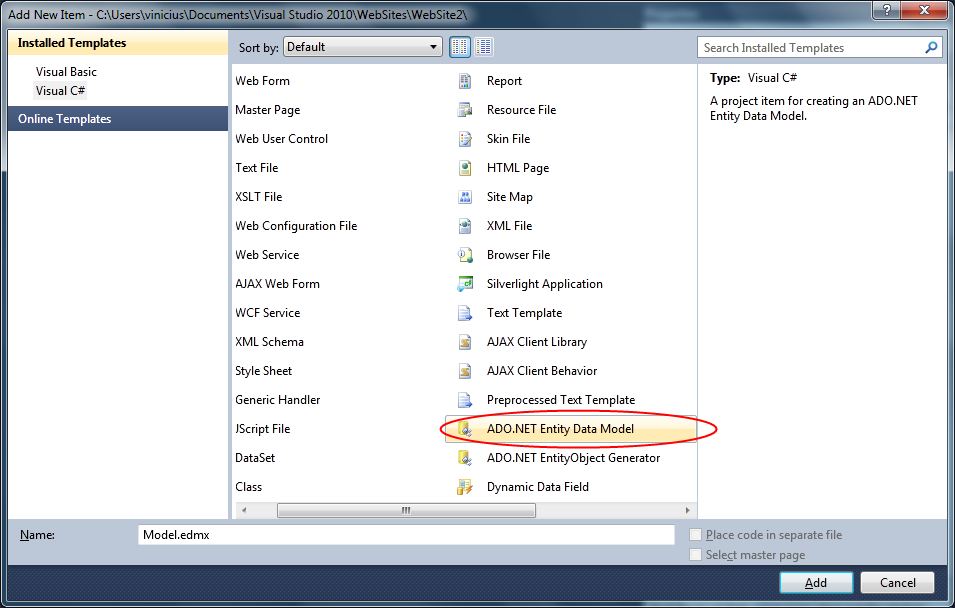 Add New Item - C:\Users\vinicius\Documents\Visual Studio 2010\WebSites\WebSite2\
Installed Templates
Visual Basic
Visual C#
Online Templates
Sort by: Default
Search Installed Templates
Web Form
Master Page
Web User Control
Text File
XSLT File
Web Configuration File
Web Service
AJAX Web Form
WCF Service
XML Schema
Style Sheet
Generic Handler
JScript File
DataSet
Class
Report
Resource File
Skin File
HTML Page
Site Map
XML File
Browser File
Silverlight Application
Text Template
AJAX Client Library
AJAX Client Behavior
Preprocessed Text Template
ADO.NET Entity Data Model
ADO.NET EntityObject Generator
Dynamic Data Field
Type: Visual C#
A project item for creating an ADO.NET
Entity Data Model.
Name: Model.edmx
Place code in separate file
Select master page
Add Cancel